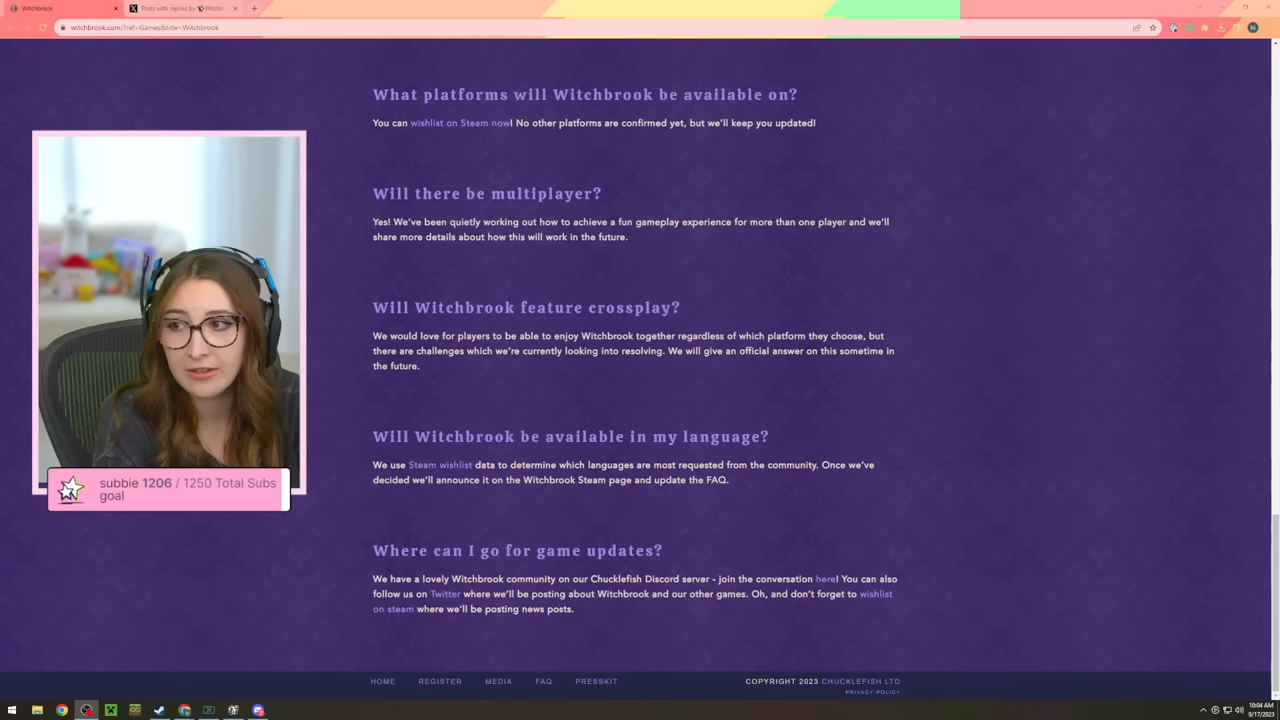 Witchbrook
Posts with replies by
witchbrook.com/?ref=Games&title=Witchbrook
What platforms will Witchbrook be available on?
You can wishlist on Steam now! No other platforms are confirmed yet, but we'll keep you updated!
Will there be multiplayer?
Yes! We've been quietly working out how to achieve a fun gameplay experience for more than one player and we'll
share more details about how this will work in the future.
Will Witchbrook feature crossplay?
We would love for players to be able to enjoy Witchbrook together regardless of which platform they choose, but
there are challenges which we're currently looking into resolving. We will give an official answer on this sometime in
the future.
Will Witchbrook be available in my language?
We use Steam wishlist data to determine which languages are most requested from the community. Once we've
decided we'll announce it on the Witchbrook Steam page and update the FAQ.
subbie 1206 / 1250 Total Subs
goal
Where can I go for game updates?
We have a lovely Witchbrook community on our Chucklefish Discord server - join the conversation here! You can also
follow us on Twitter where we'll be posting about Witchbrook and our other games. Oh, and don't forget to wishlist
on steam where we'll be posting news posts.
HOME REGISTER MEDIA FAQ PRESSKIT COPYRIGHT 2023 CHUCKLEFISH LTD
PRIVACY POLICY
10:04 AM
9/17/2023